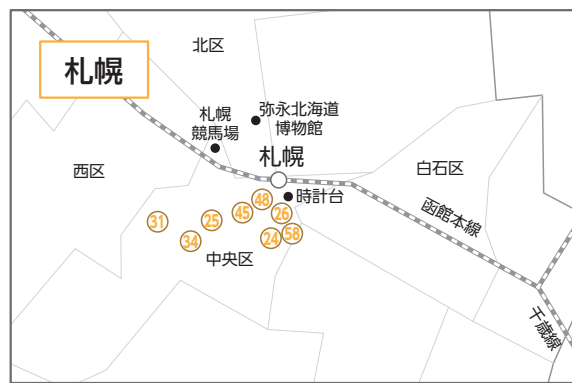 札幌
北区
札幌
競馬場
弥永北海道
博物館
札幌
西区
白石区
時計台
48
26
45
25
31
58
24
34
中央区
函館本線
千歳線